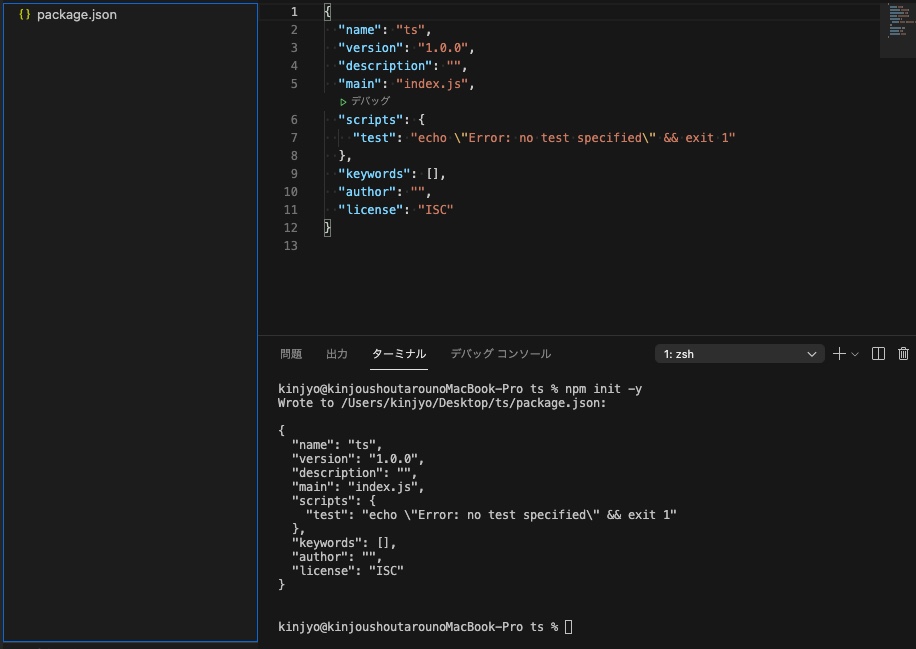 {} package.json
1 {
2 "name": "ts",
3 "version": "1.0.0",
4 "description": "",
5 "main": "index.js",
デバッグ
6 "scripts": {
7 "test": "echo \"Error: no test specified\" && exit 1"
8 },
9 "keywords": [],
10 "author": "",
11 "license": "ISC"
12 }
13
問題 出力 ターミナル デバッグ コンソール 1: zsh
kinjyo@kinjoushoutarounoMacBook-Pro ts % npm init -y
Wrote to /Users/kinjyo/Desktop/ts/package.json:
{
"name": "ts",
"version": "1.0.0",
"description": "",
"main": "index.js",
"scripts": {
"test": "echo \"Error: no test specified\" && exit 1"
},
"keywords": [],
"author": "",
"license": "ISC"
}
kinjyo@kinjoushoutarounoMacBook-Pro ts %